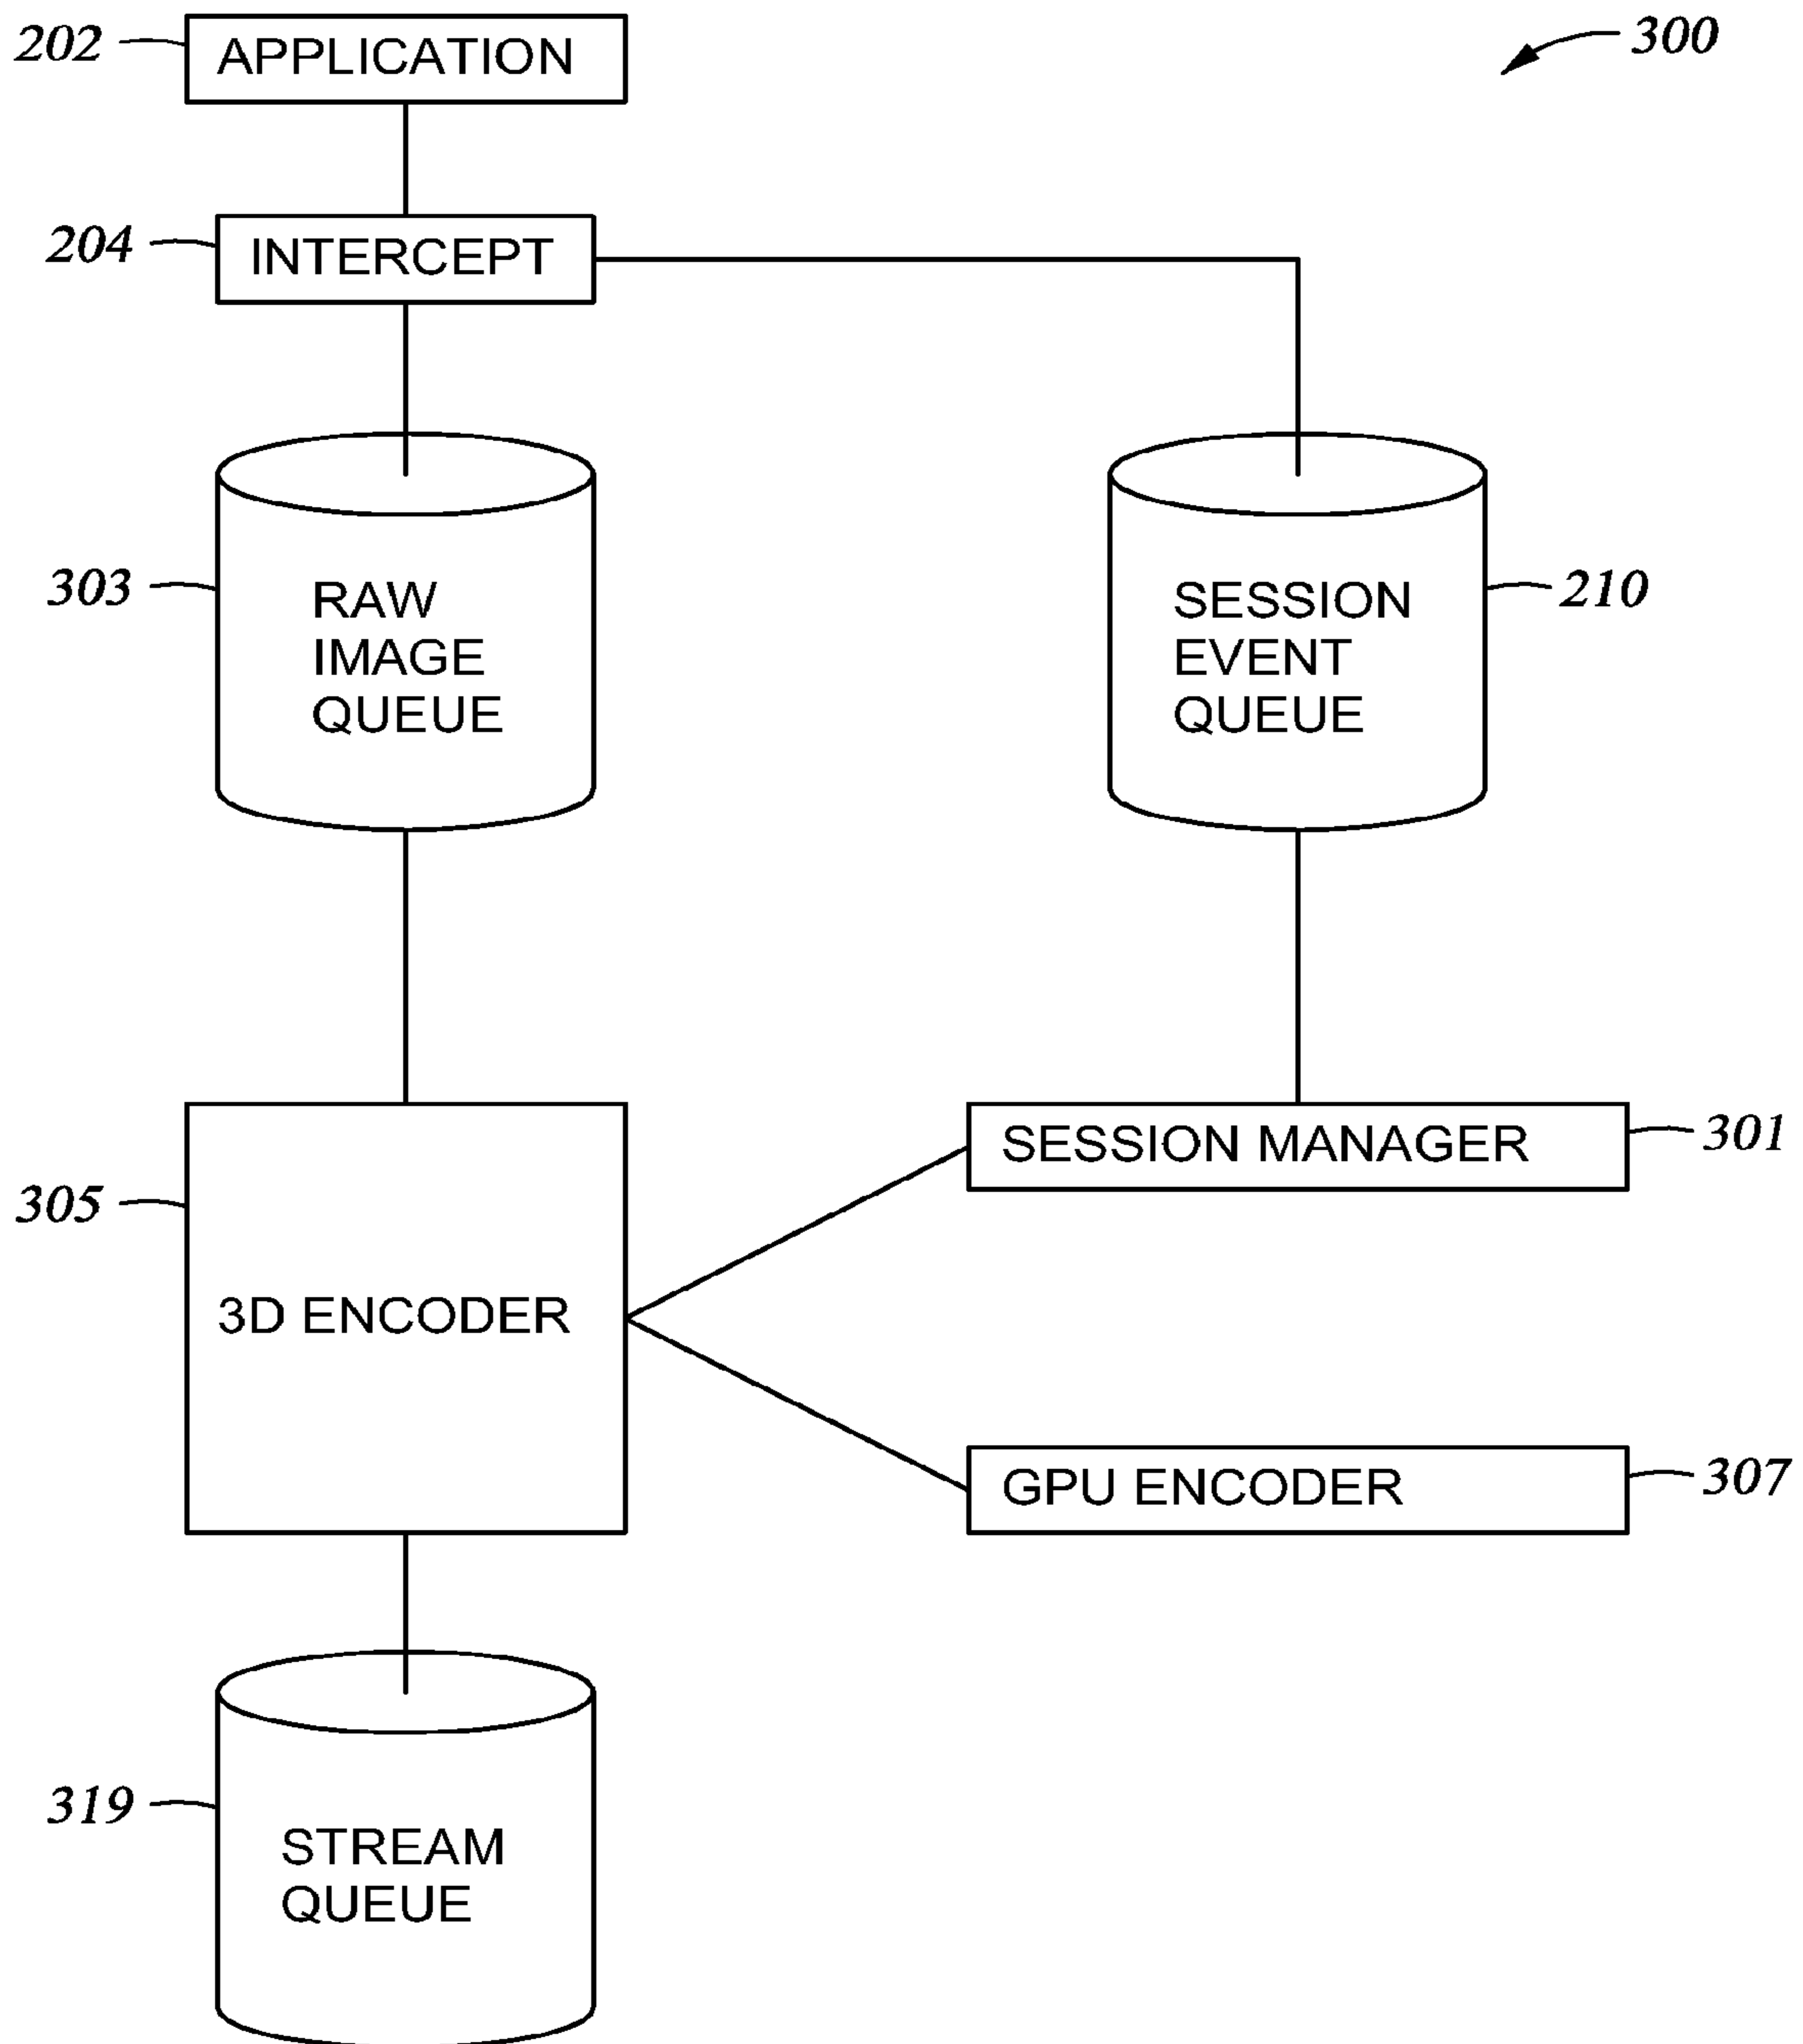 202
APPLICATION
300
204
INTERCEPT
303
RAW
IMAGE
QUEUE
SESSION
EVENT
QUEUE
210
305
3D ENCODER
SESSION MANAGER
301
GPU ENCODER
307
319
STREAM
QUEUE